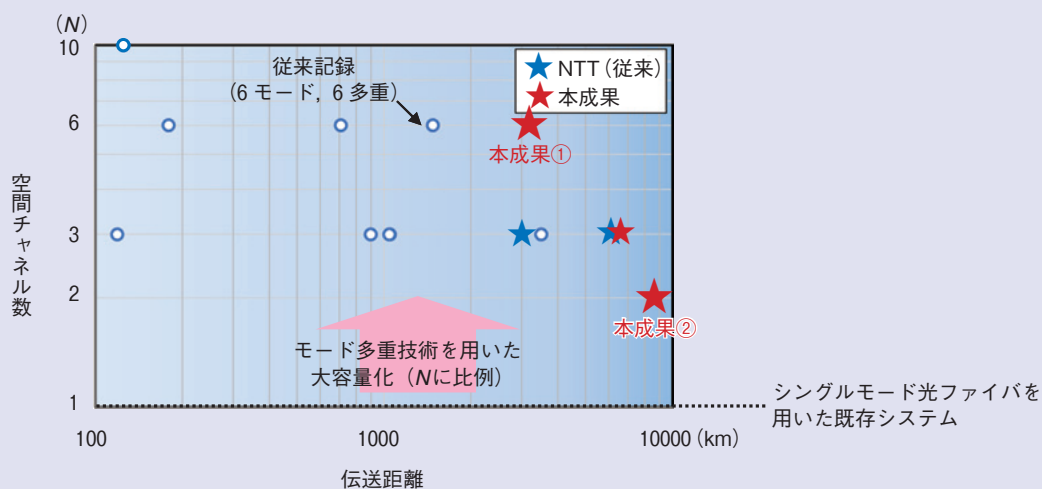 (N)
10
6
3
2
1
空間チャネル数
従来記録
(6 モード, 6 多重)
NTT (従来)
本成果
本成果①
本成果②
モード多重技術を用いた
大容量化 (Nに比例)
シングルモード光ファイバを
用いた既存システム
100
1000
10000 (km)
伝送距離